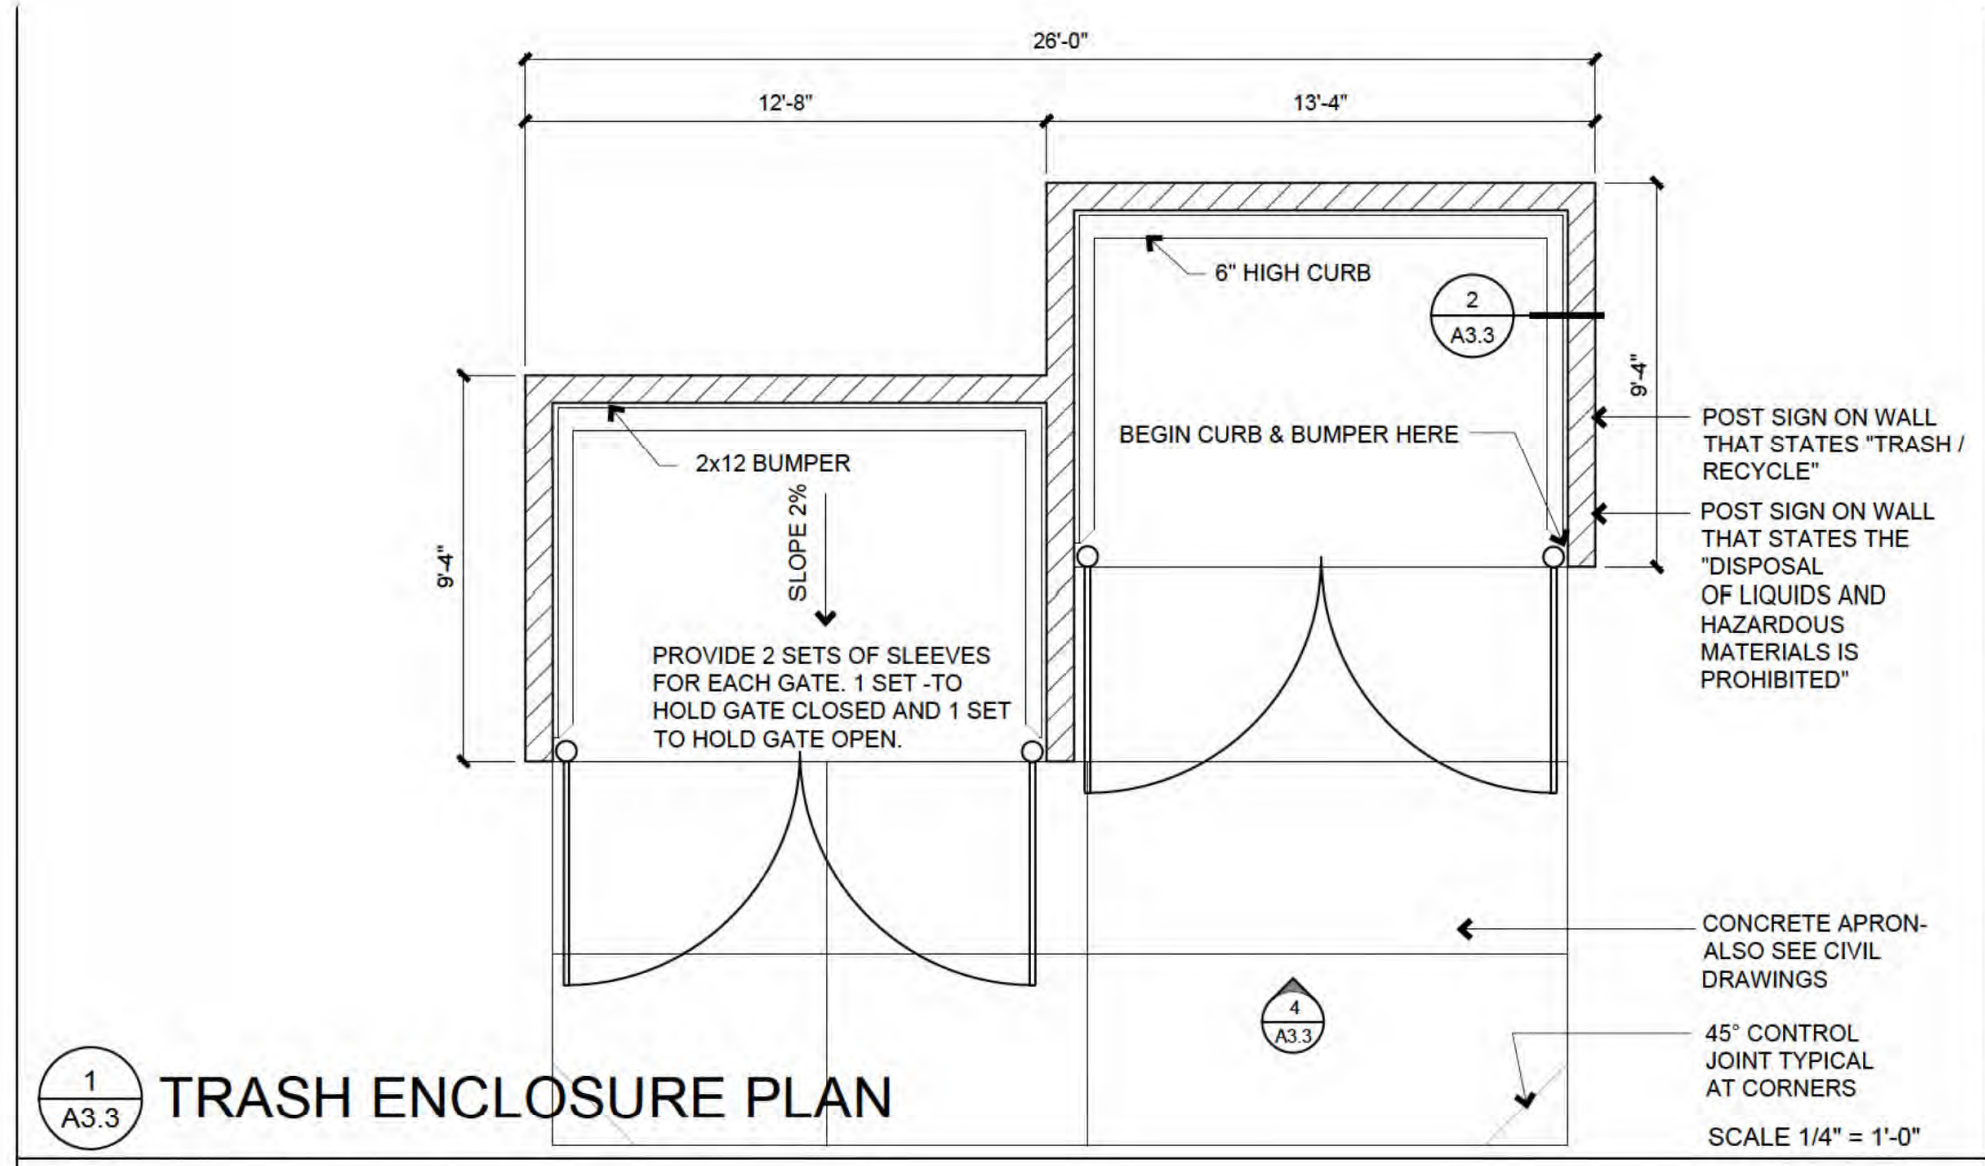 26'-0"
12'-8"
13'-4"
6" HIGH CURB
2
A3.3
9'-4"
BEGIN CURB & BUMPER HERE
POST SIGN ON WALL
THAT STATES "TRASH /
RECYCLE"
2x12 BUMPER
SLOPE 2%
9'-4"
POST SIGN ON WALL
THAT STATES THE
"DISPOSAL
OF LIQUIDS AND
HAZARDOUS
MATERIALS IS
PROHIBITED"
PROVIDE 2 SETS OF SLEEVES
FOR EACH GATE. 1 SET -TO
HOLD GATE CLOSED AND 1 SET
TO HOLD GATE OPEN.
CONCRETE APRON-
ALSO SEE CIVIL
DRAWINGS
4
A3.3
45° CONTROL
JOINT TYPICAL
AT CORNERS
1
A3.3
TRASH ENCLOSURE PLAN
SCALE 1/4" = 1'-0"